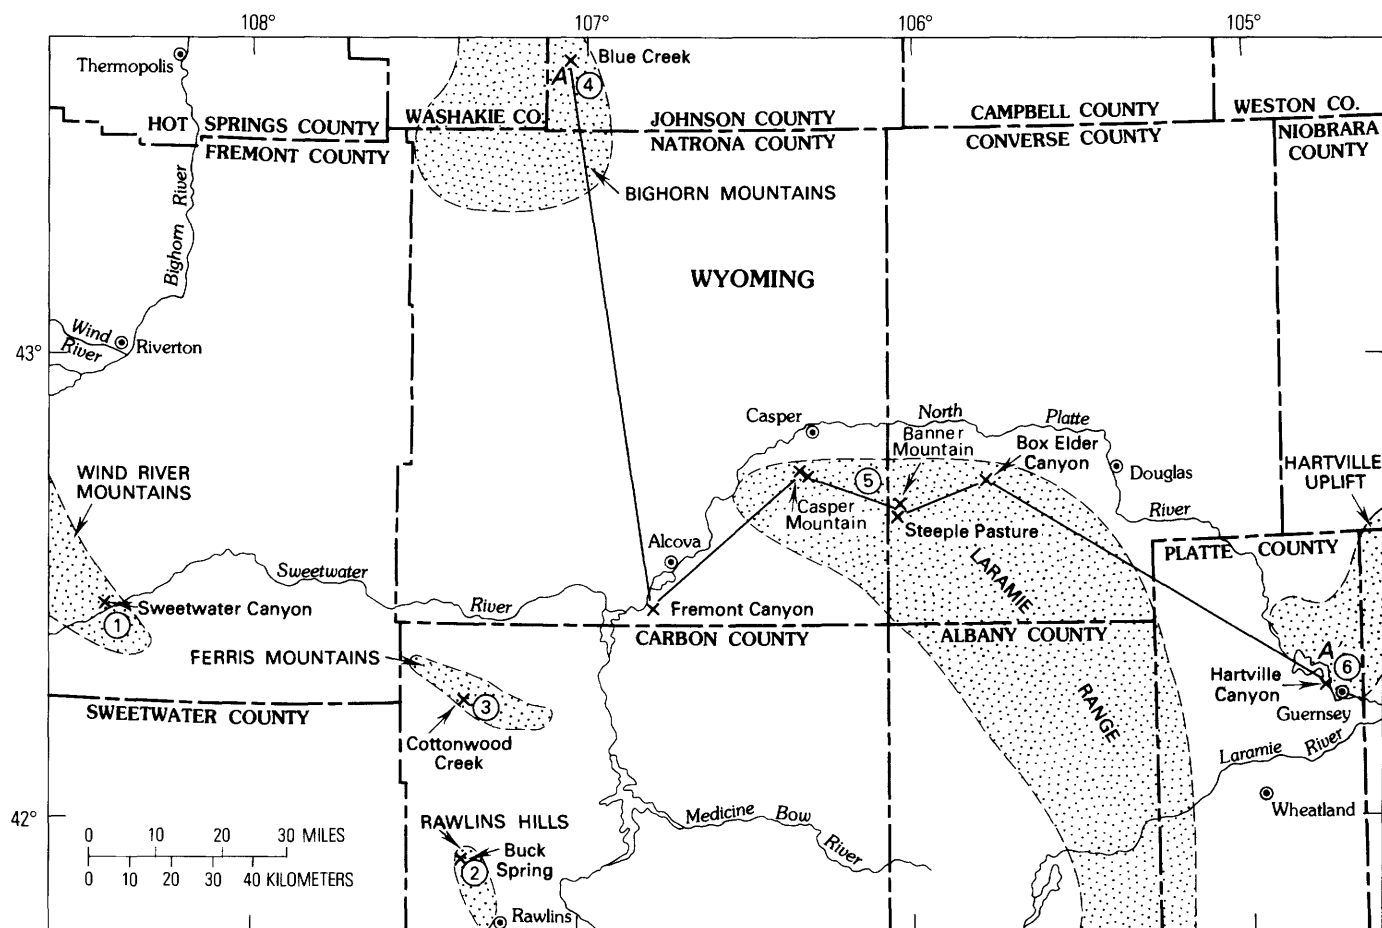 108°
107°
106°
105°
Thermopolis
Blue Creek
A
4
HOT SPRINGS COUNTY
WASHAKIE CO.
JOHNSON COUNTY
CAMPBELL COUNTY
WESTON CO.
FREMONT COUNTY
NATRONA COUNTY
CONVERSE COUNTY
NIOBRARA
COUNTY
Bighorn River
BIGHORN MOUNTAINS
WYOMING
Wind
River
Riverton
43°
Casper
North Platte
Banner
Mountain
Box Elder
Canyon
Douglas
River
WIND RIVER
MOUNTAINS
HARTVILLE
UPLIFT
5
Casper
Mountain
Steeple Pasture
Alcova
PLATTE COUNTY
LARAMIE
Sweetwater
River
Sweetwater Canyon
1
Fremont Canyon
CARBON COUNTY
ALBANY COUNTY
FERRIS MOUNTAINS
A
6
Hartville
Canyon
Guernsey
SWEETWATER COUNTY
3
RANGE
Cottonwood
Creek
Laramie River
Wheatland
42°
Medicine Bow
River
0 10 20 30 MILES
0 10 20 30 40 KILOMETERS
RAWLINS HILLS
Buck
Spring
2
Rawlins